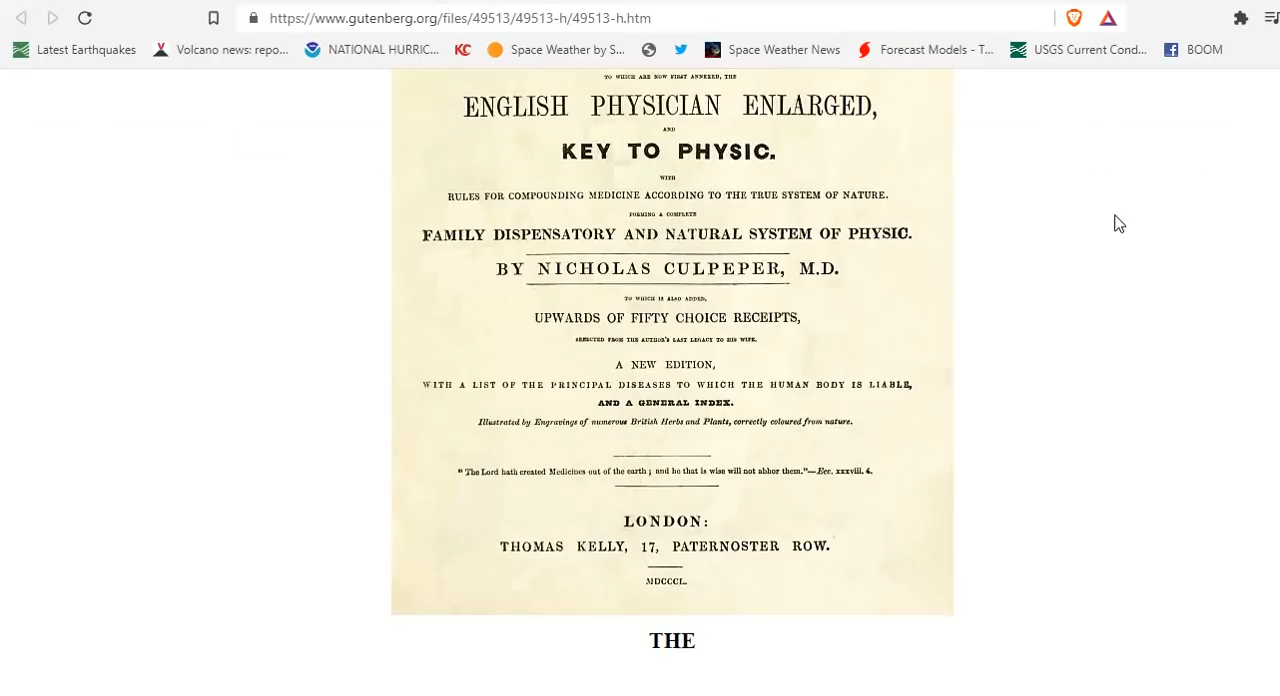 https://www.gutenberg.org/files/49513/49513-h/49513-h.htm
Latest Earthquakes
Volcano news: repo...
NATIONAL HURRIC...
KC
Space Weather by S...
Space Weather News
Forecast Models - T...
USGS Current Cond...
BOOM
TO WHICH ARE NOW FIRST ANNEXED, THE
ENGLISH PHYSICIAN ENLARGED,
AND
KEY TO PHYSIC.
WITH
RULES FOR COMPOUNDING MEDICINE ACCORDING TO THE TRUE SYSTEM OF NATURE.
FORMING A COMPLETE
FAMILY DISPENSATORY AND NATURAL SYSTEM OF PHYSIC.
BY NICHOLAS CULPEPER, M.D.
TO WHICH IS ALSO ADDED,
UPWARDS OF FIFTY CHOICE RECEIPTS,
SELECTED FROM THE AUTHOR'S LAST LEGACY TO HIS WIFE.
A NEW EDITION,
WITH A LIST OF THE PRINCIPAL DISEASES TO WHICH THE HUMAN BODY IS LIABLE,
AND A GENERAL INDEX.
Illustrated by Engravings of numerous British Herbs and Plants, correctly coloured from nature.
"The Lord hath created Medicines out of the earth; and he that is wise will not abhor them."—Ecc. xxxviii. 4.
LONDON:
THOMAS KELLY, 17, PATERNOSTER ROW.
MDCCCL.
THE